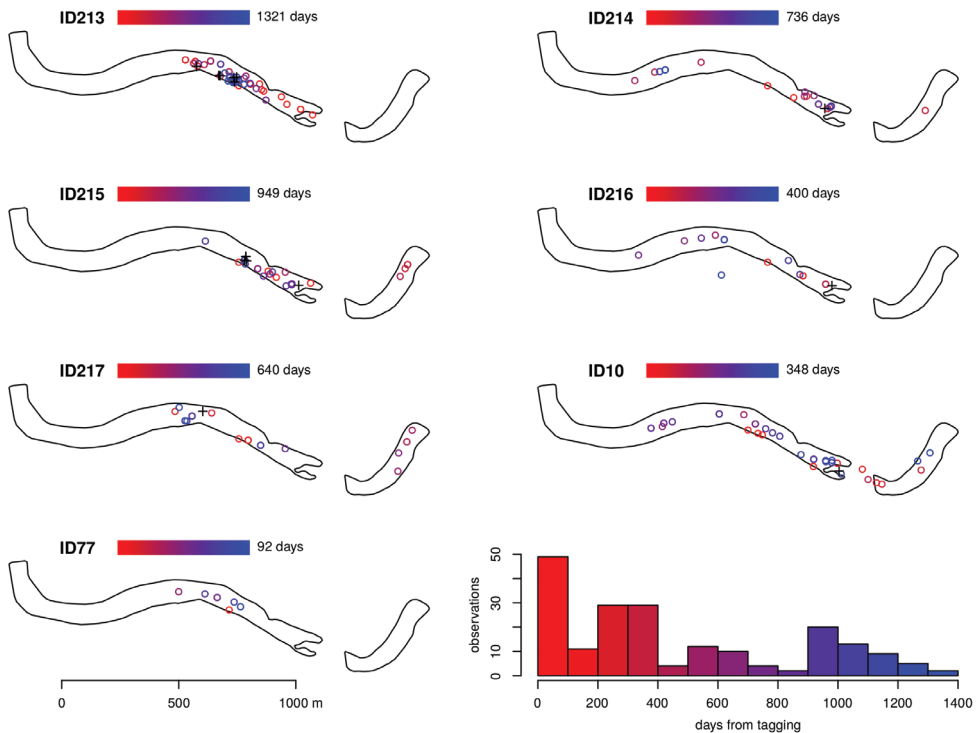 ID213 1321 days
ID214 736 days
ID215 949 days
ID216 400 days
ID217 640 days
ID10 348 days
ID77 92 days
0 500 1000 m
observations
50
30
10
0
0 200 400 600 800 1000 1200 1400
days from tagging